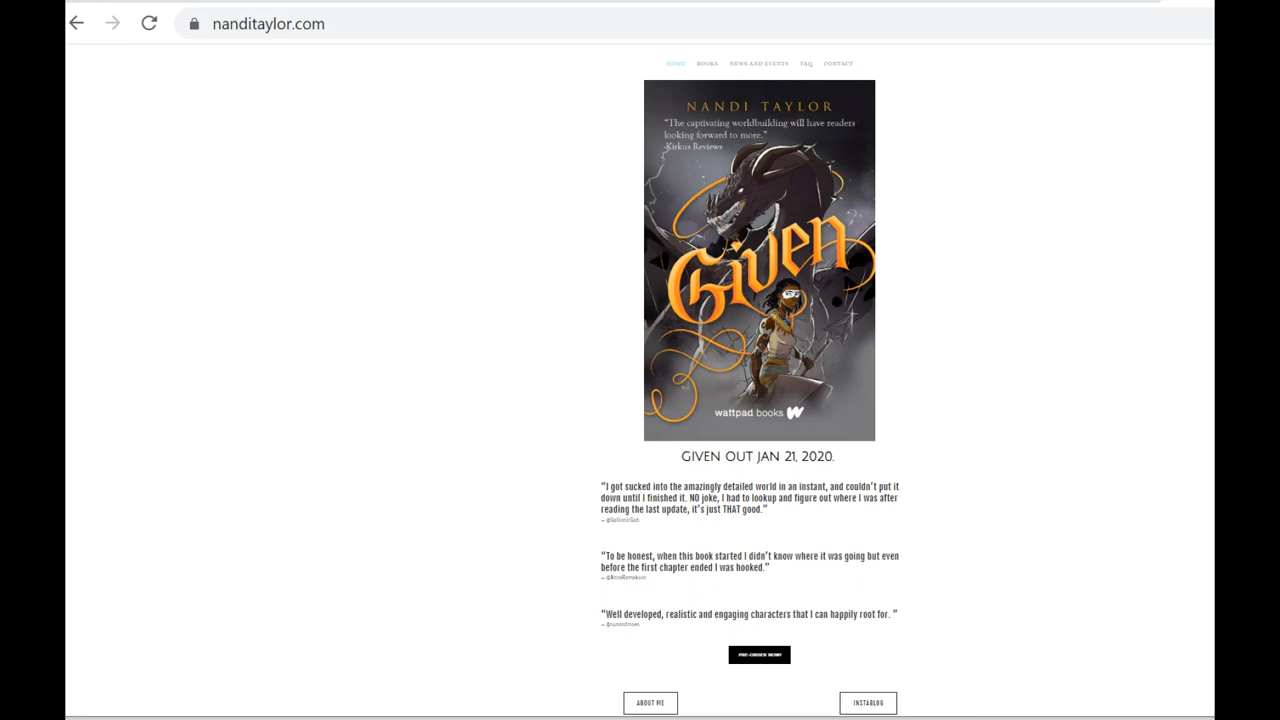 nanditaylor.com
HOME BOOKS NEWS AND EVENTS FAQ CONTACT
NANDI TAYLOR
"The captivating worldbuilding will have readers
looking forward to more."
-Kirkus Reviews
Given
wattpad books W
GIVEN OUT JAN 21, 2020.
"I got sucked into the amazingly detailed world in an instant, and couldn't put it
down until I finished it. NO joke, I had to lookup and figure out where I was after
reading the last update, it's just THAT good."
"To be honest, when this book started I didn't know where it was going but even
before the first chapter ended I was hooked."
"Well developed, realistic and engaging characters that I can happily root for. "
PRE-ORDER NOW!
ABOUT ME INSTABLOG